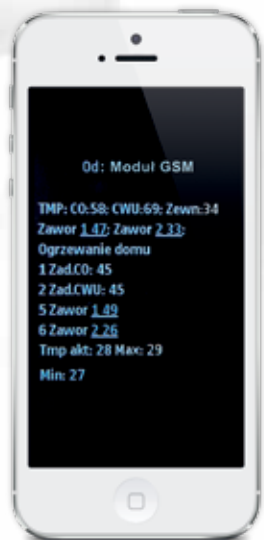 Od: Moduł GSM
TMP: CO:58: CWU:69: Zewn:34
Zawor 1 47: Zawor 2 33:
Ogrzewanie domu
1 Zad.CO: 45
2 Zad.CWU: 45
5 Zawor 1 49
6 Zawor 2 26
Tmp akt: 28 Max: 29
Min: 27